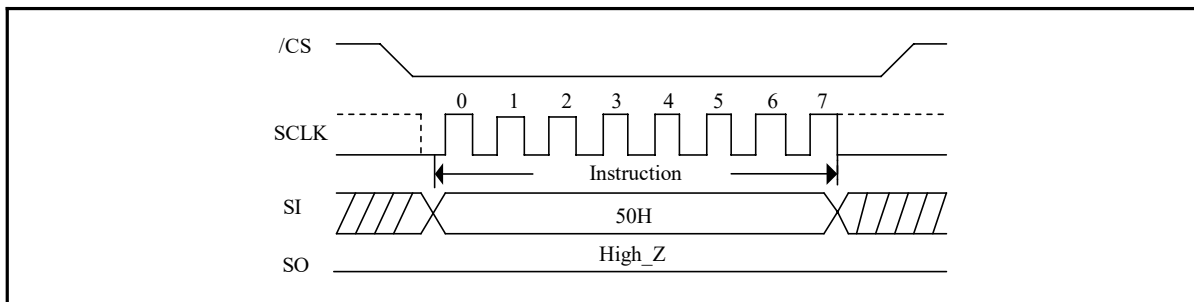 /CS
0 1 2 3 4 5 6 7
SCLK
Instruction
SI
50H
High_Z
SO